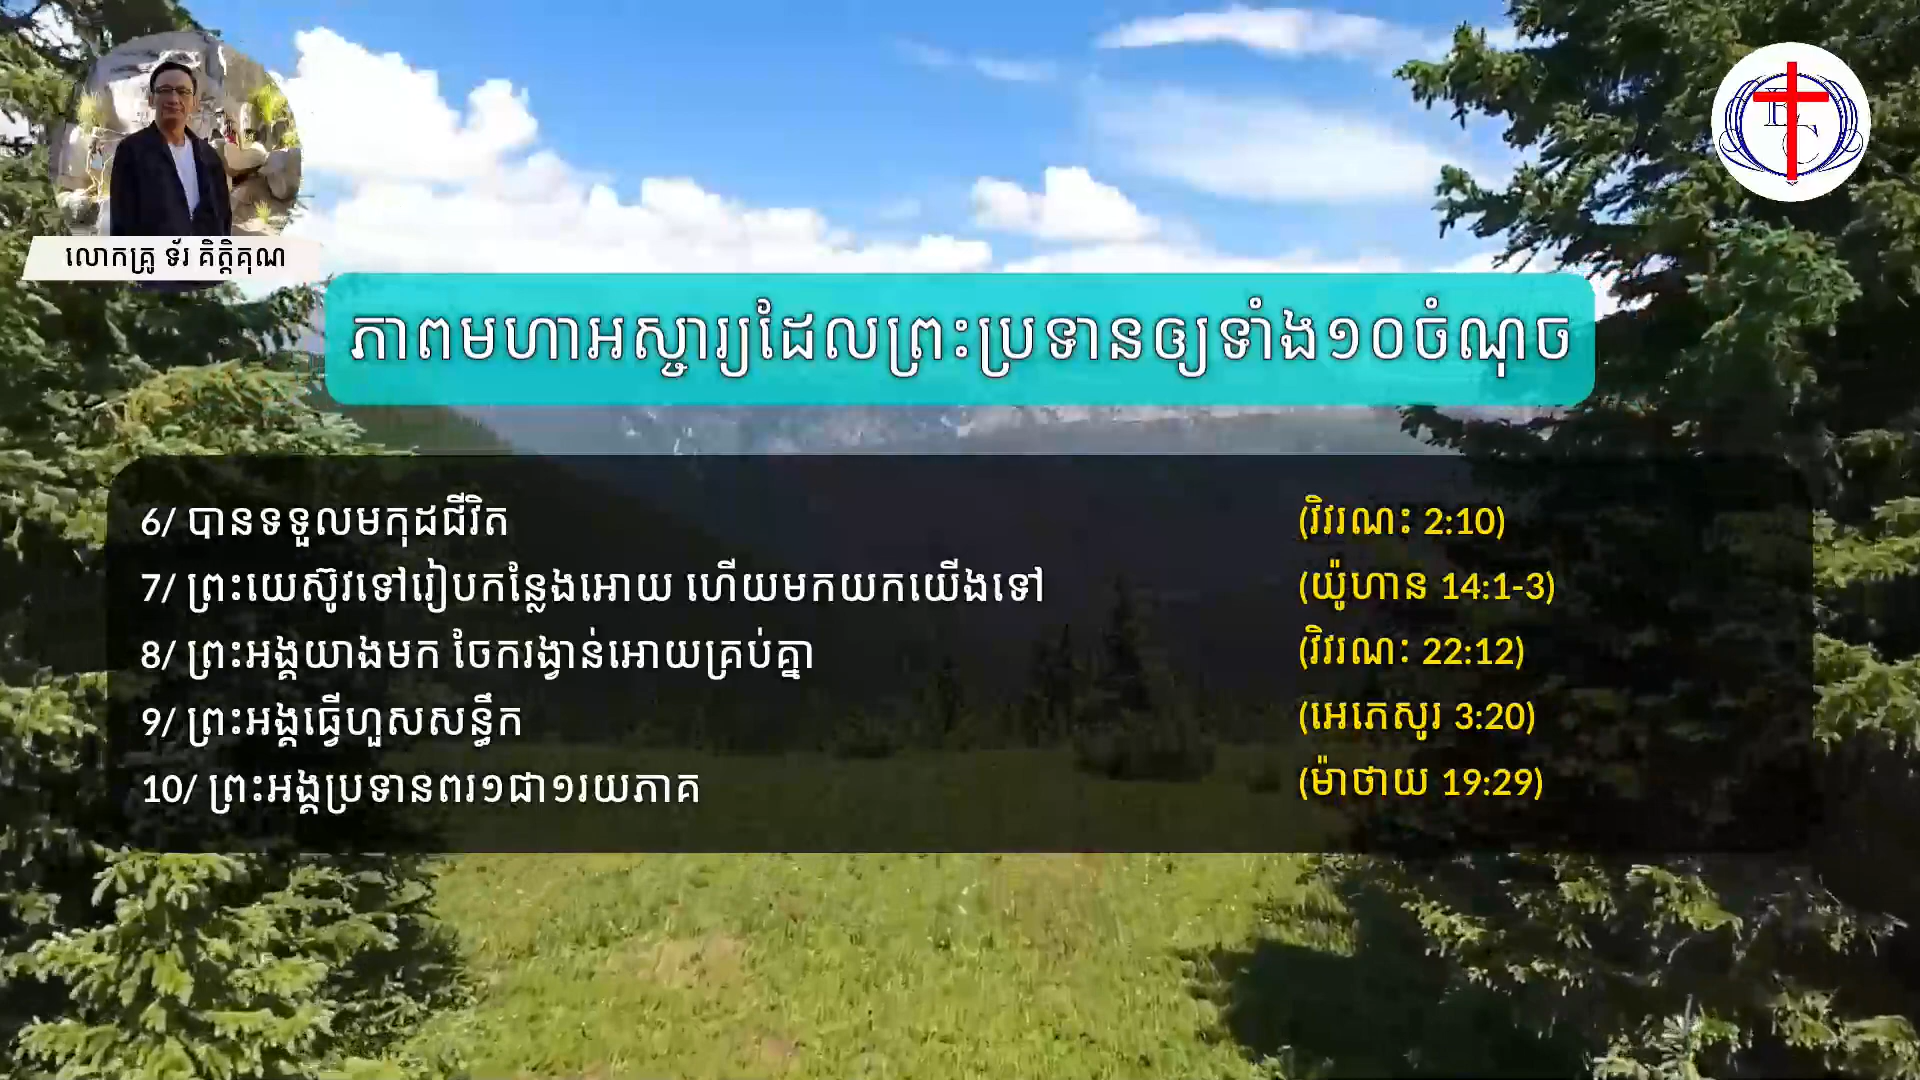 លោកគ្រូ ទ័រ គិត្តិគុណ
EC
ភាពមហាអស្ចារ្យដែលព្រះប្រទានឲ្យទាំង១០ចំណុច
6/ បានទទួលមកុដជីវិត (វិវរណៈ 2:10)
7/ ព្រះយេស៊ូវទៅរៀបកន្លែងអោយ ហើយមកយកយើងទៅ (យ៉ូហាន 14:1-3)
8/ ព្រះអង្គយាងមក ចែករង្វាន់អោយគ្រប់គ្នា (វិវរណៈ 22:12)
9/ ព្រះអង្គធ្វើហួសសន្ធឹក (អេភេសូរ 3:20)
10/ ព្រះអង្គប្រទានពរ១ជា១រយភាគ (ម៉ាថាយ 19:29)